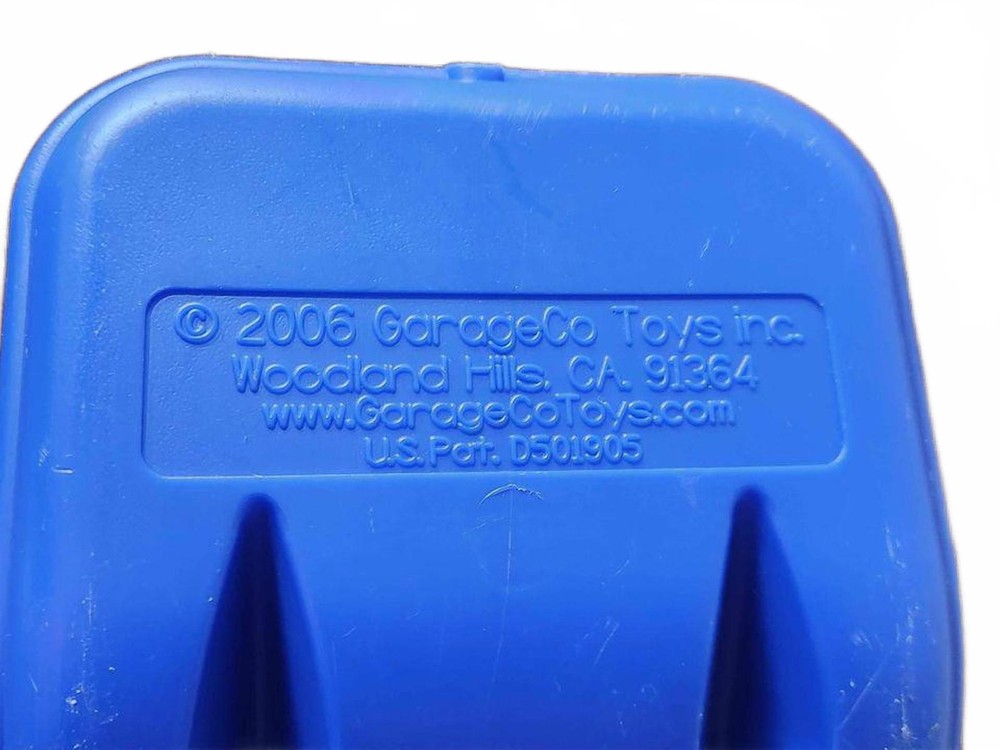 © 2006 GarageCo Toys inc.
Woodland Hills, CA. 91364
www.GarageCoToys.com
U.S. Pat. D501905